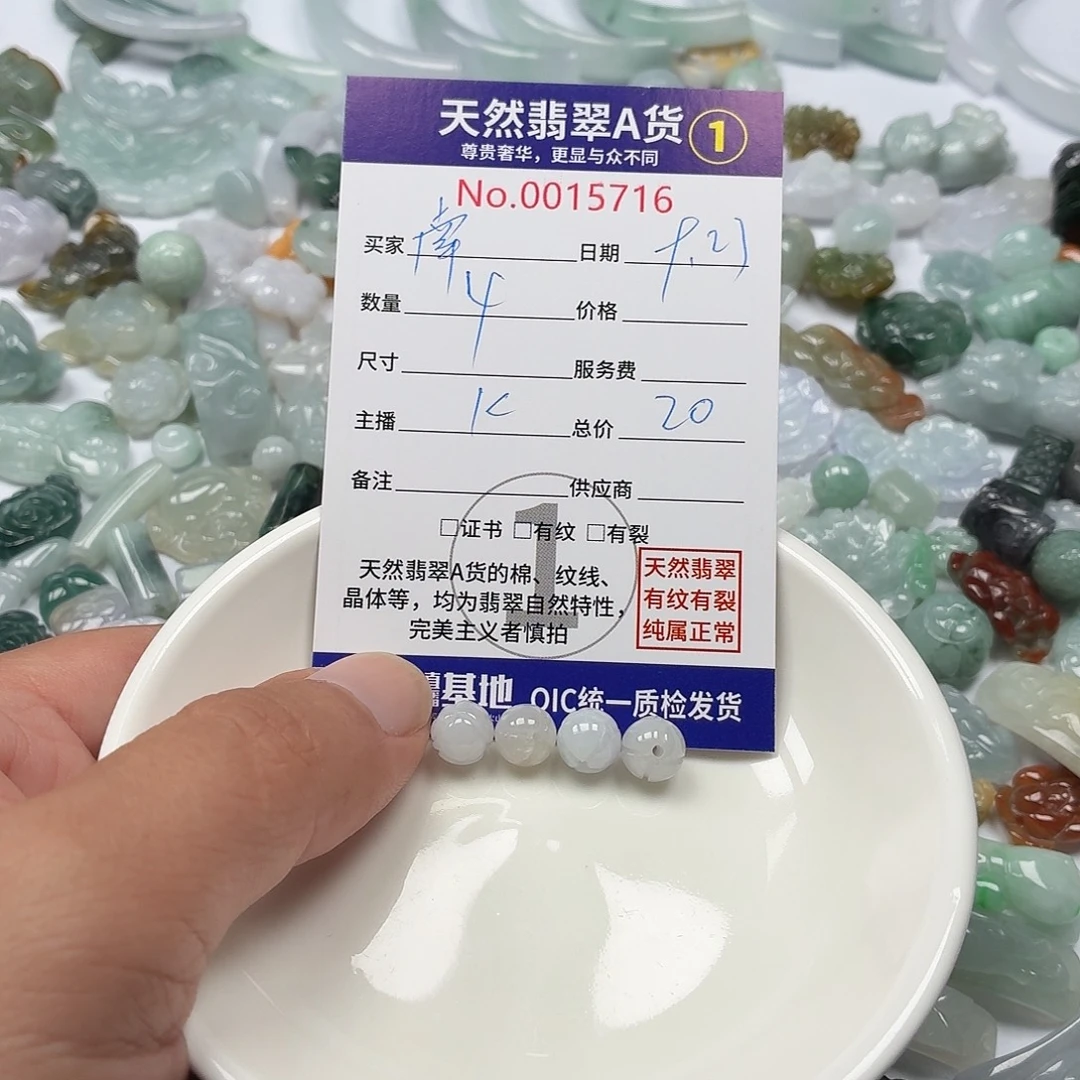 天然翡翠A货 1
尊贵奢华，更显与众不同
No.0015716
买家 日期
数量 4 价格
尺寸 服务费
主播 K 总价 20
备注 供应商
1
□证书 □有纹 □有裂
天然翡翠A货的棉、纹线、
晶体等，均为翡翠自然特性，
完美主义者慎拍
天然翡翠
有纹有裂
纯属正常
基地 QIC统一质检发货